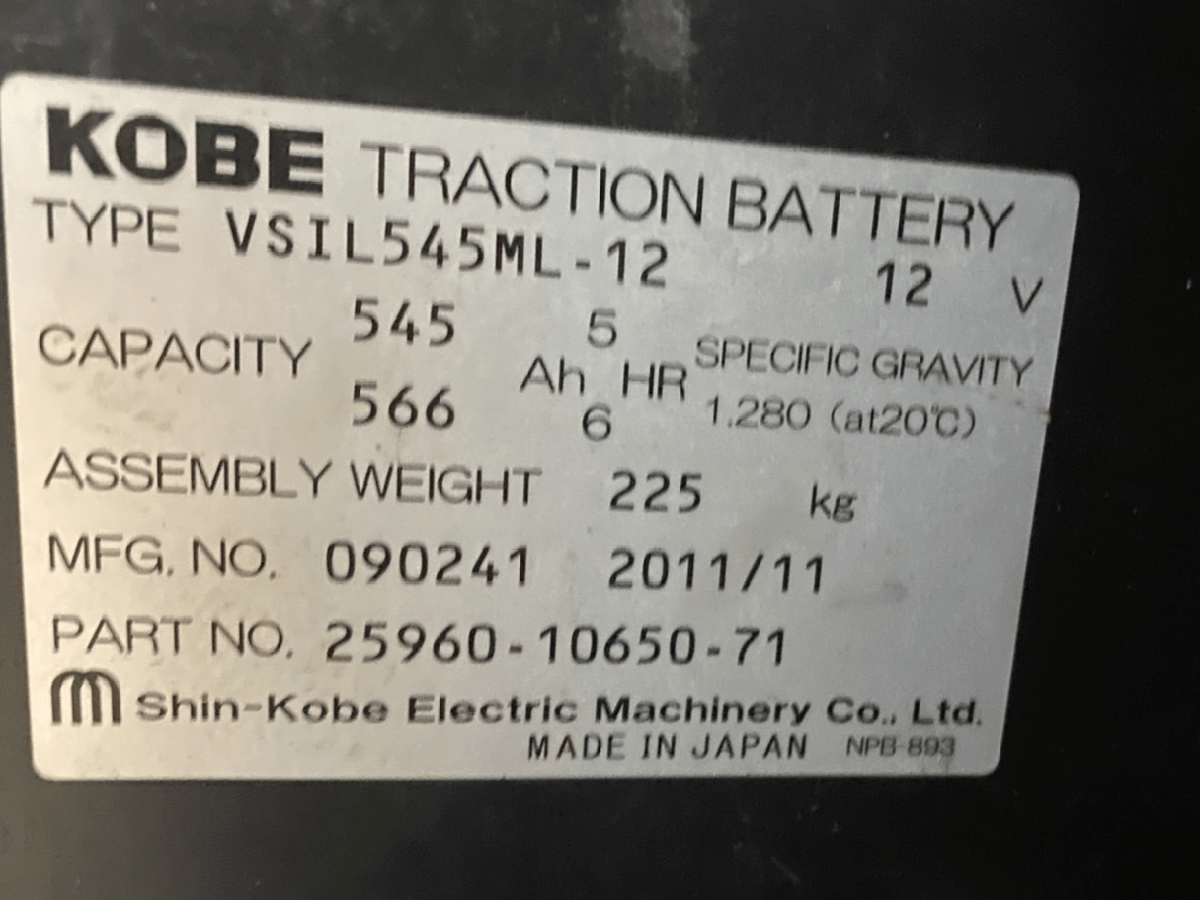 KOBE TRACTION BATTERY
TYPE VSIL545ML-12 12 V
545 5
CAPACITY Ah HR SPECIFIC GRAVITY
566 6 1.280 (at20℃)
ASSEMBLY WEIGHT 225 kg
MFG. NO. 090241 2011/11
PART NO. 25960-10650-71
Shin-Kobe Electric Machinery Co., Ltd.
MADE IN JAPAN NPB-893